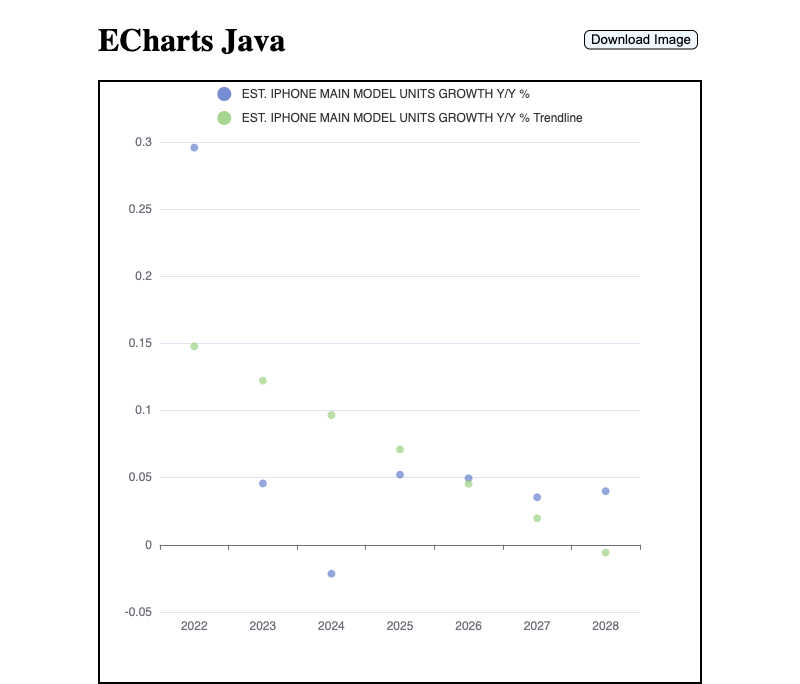 ECharts Java
Download Image
EST. IPHONE MAIN MODEL UNITS GROWTH Y/Y %
EST. IPHONE MAIN MODEL UNITS GROWTH Y/Y % Trendline
0.3
0.25
0.2
0.15
0.1
0.05
0
-0.05
2022 2023 2024 2025 2026 2027 2028